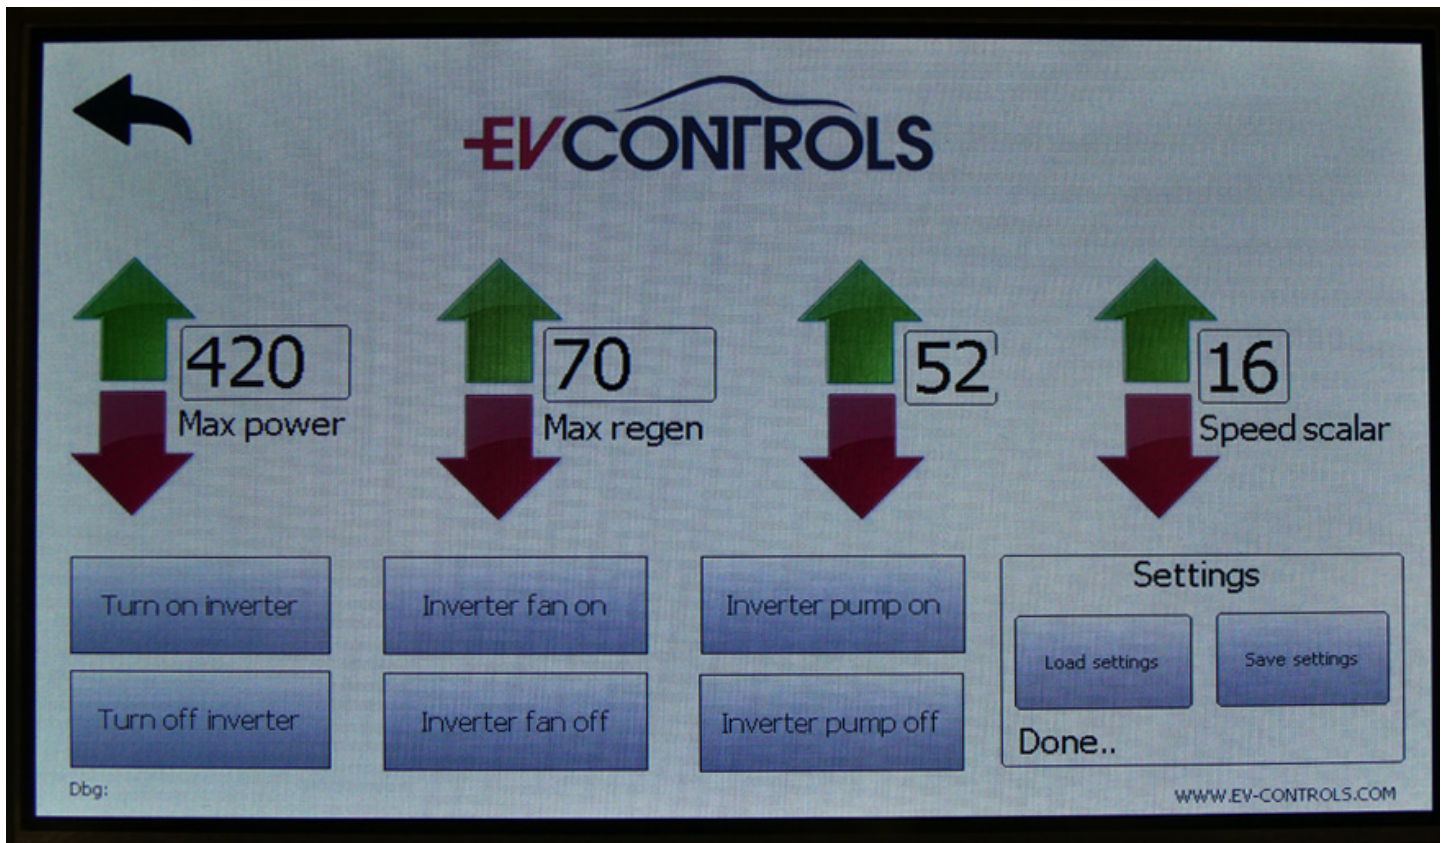 EVCONTROLS
420
Max power
70
Max regen
52
16
Speed scalar
Turn on inverter
Inverter fan on
Inverter pump on
Settings
Load settings
Save settings
Turn off inverter
Inverter fan off
Inverter pump off
Done..
Dbg:
WWW.EV-CONTROLS.COM